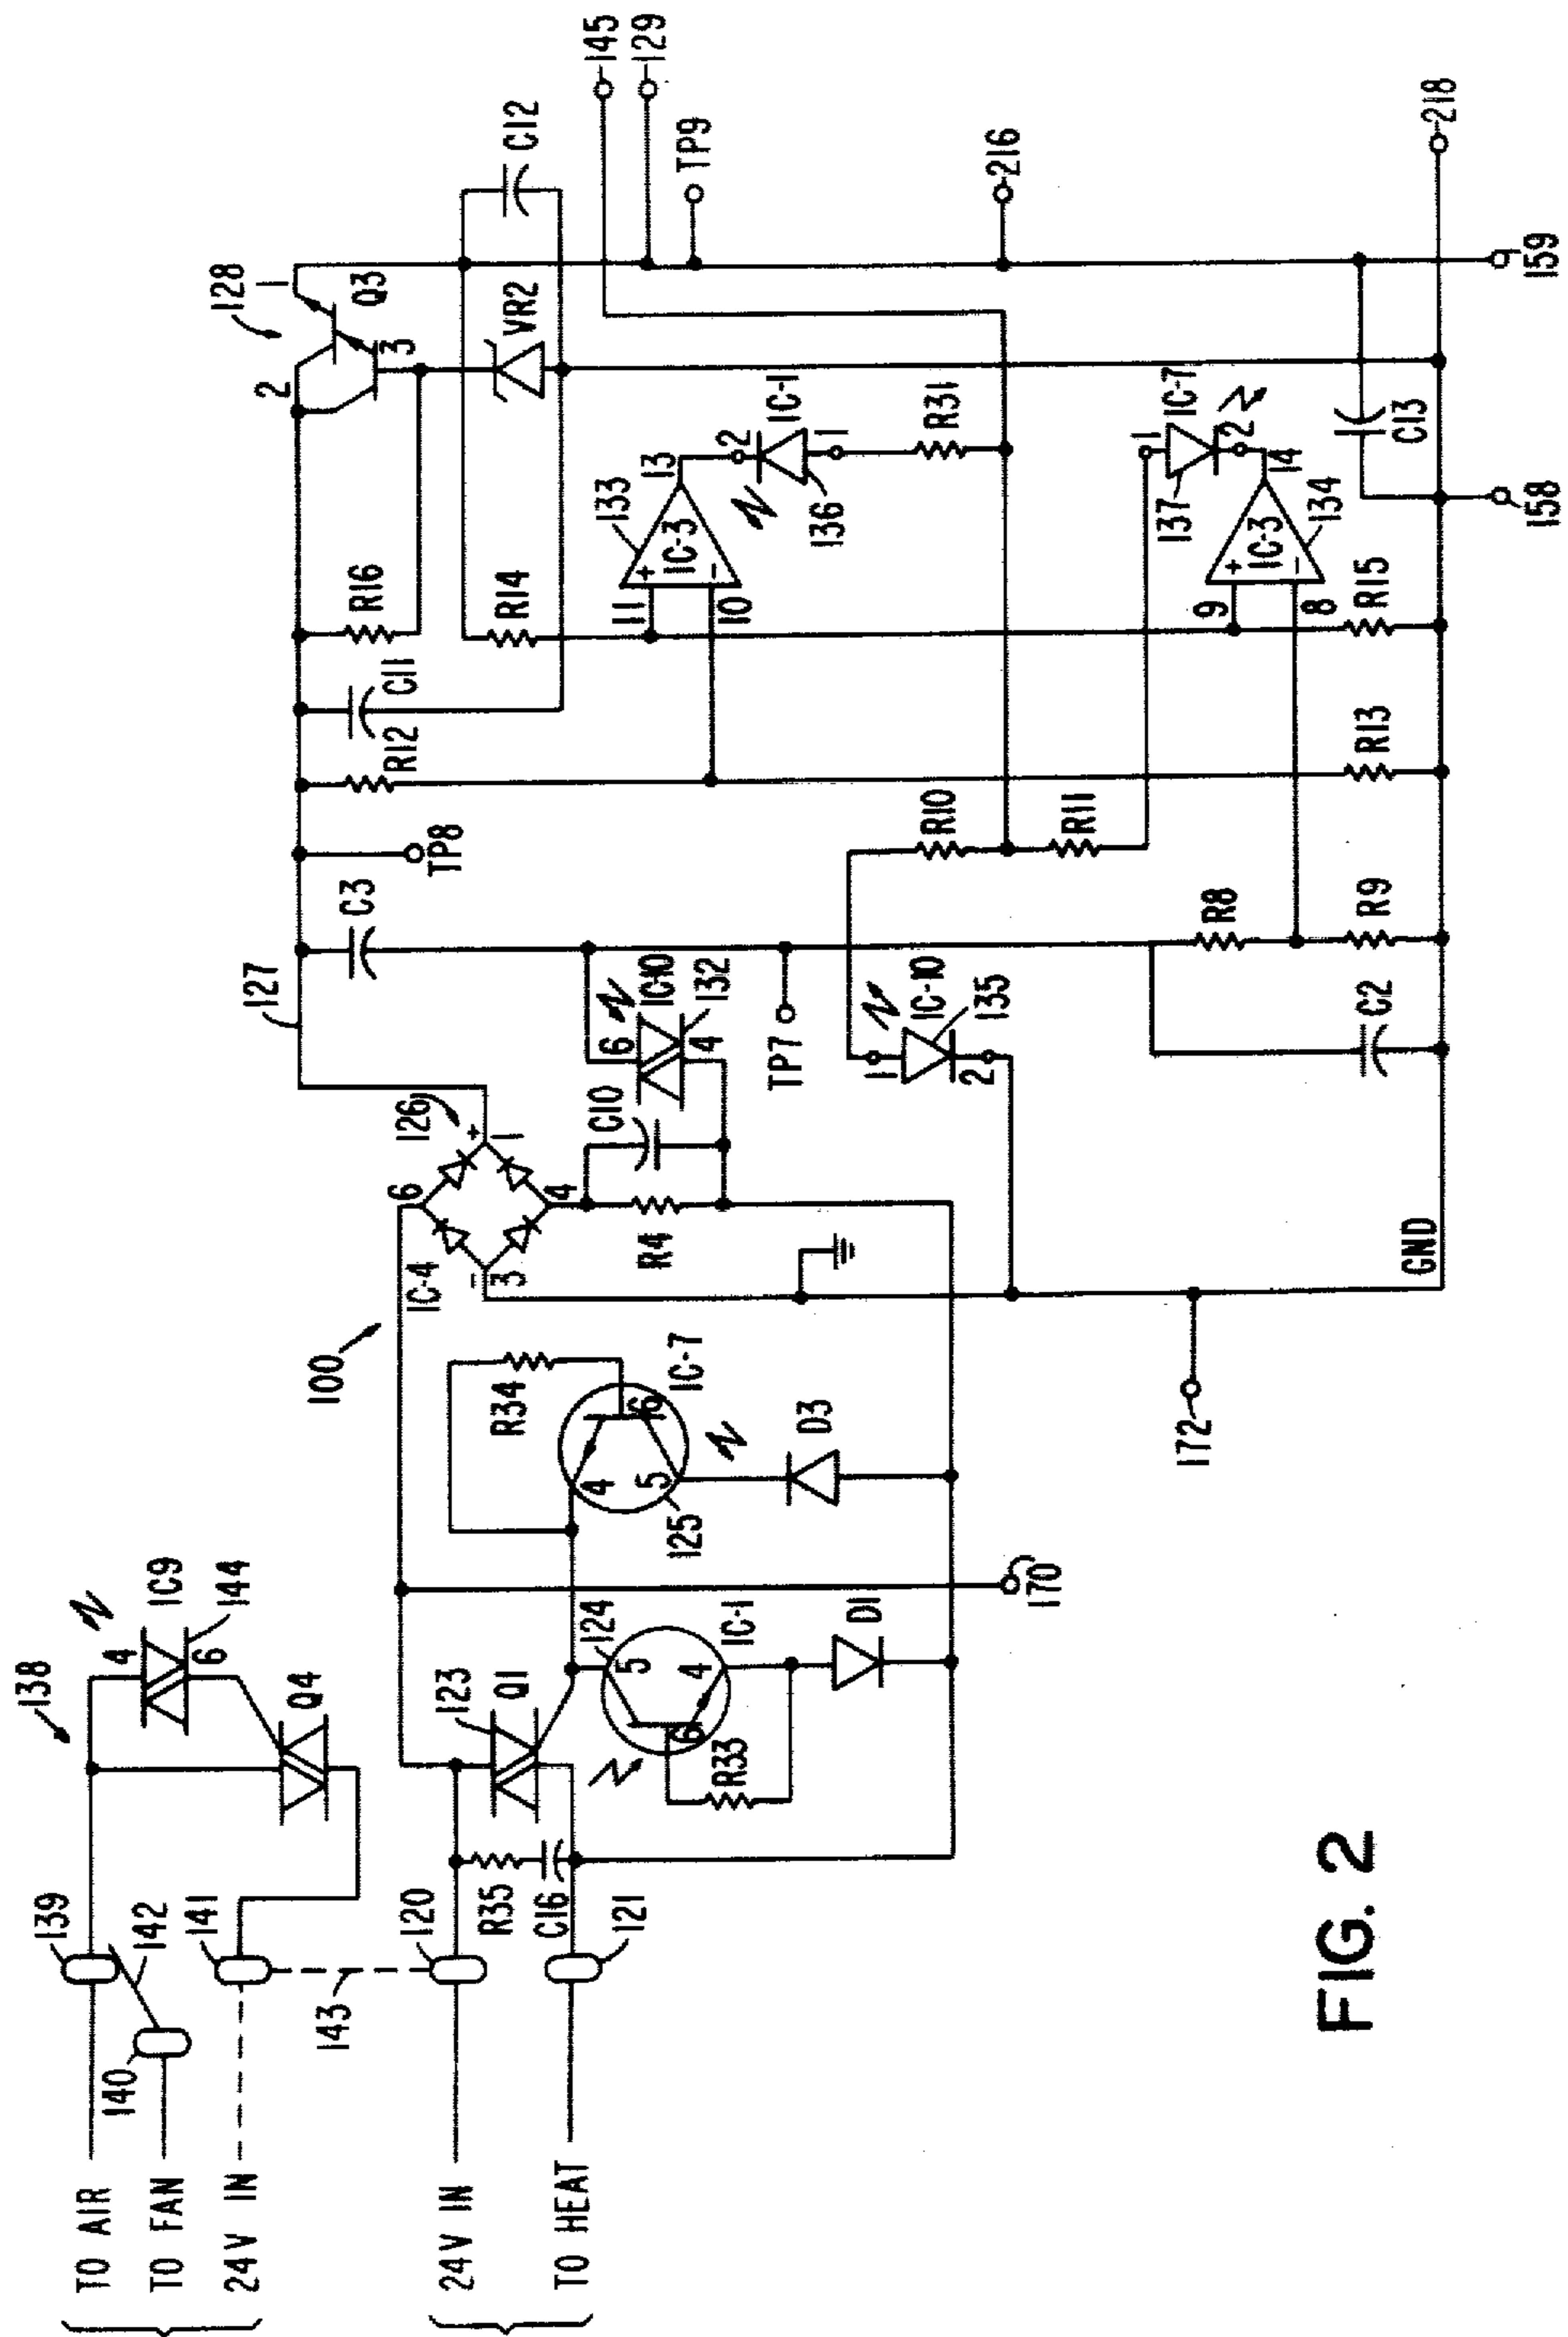 TO AIR
TO FAN
24V IN
24V IN
TO HEAT
139
140
142
141
143
120
121
138
4
IC9
144
6
Q4
R35
C16
123
Q1
124
5
4
6
IC-1
R33
D1
170
R34
IC-7
4
5
6
125
D3
100
IC-4
6
126
+
1
-
3
4
R4
C10
6
IC-10
132
4
TP7
172
GND
127
C3
TP8
1
IC-10
2
135
R10
R11
R8
R9
C2
R12
C11
R16
R13
R14
11
10
+
-
IC-3
133
13
2
IC-1
1
136
R31
9
8
+
-
IC-3
134
14
1
IC-7
2
137
R15
128
2
1
Q3
3
VR2
C12
145
129
TP9
216
218
C13
158
159
FIG. 2